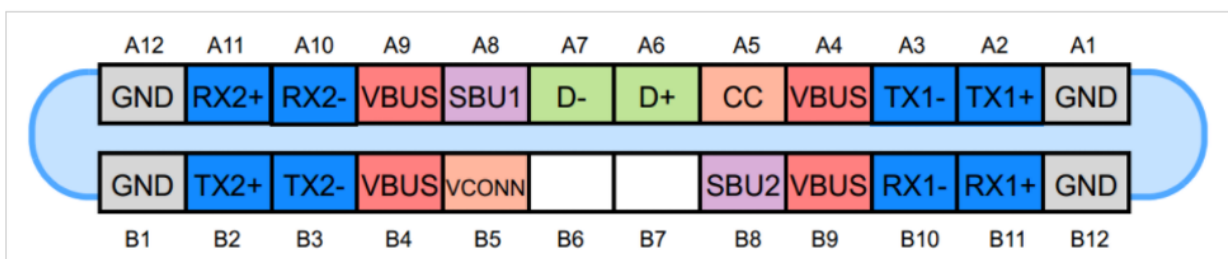 A12 A11 A10 A9 A8 A7 A6 A5 A4 A3 A2 A1
GND RX2+ RX2- VBUS SBU1 D- D+ CC VBUS TX1- TX1+ GND
GND TX2+ TX2- VBUS VCONN SBU2 VBUS RX1- RX1+ GND
B1 B2 B3 B4 B5 B6 B7 B8 B9 B10 B11 B12